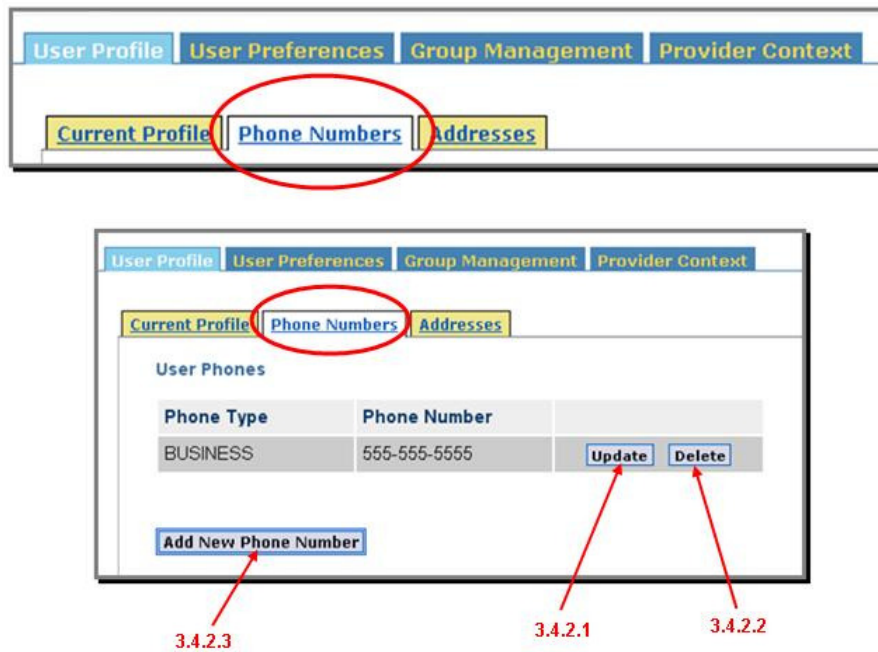 User Profile User Preferences Group Management Provider Context
Current Profile Phone Numbers Addresses
User Profile User Preferences Group Management Provider Context
Current Profile Phone Numbers Addresses
User Phones
Phone Type Phone Number
BUSINESS 555-555-5555 Update Delete
Add New Phone Number
3.4.2.3 3.4.2.1 3.4.2.2